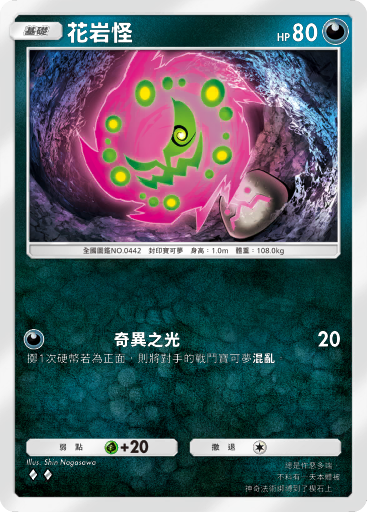 基礎
花岩怪
HP 80
全國圖鑑NO.0442 封印寶可夢 身高：1.0m 體重：108.0kg
奇異之光 20
擲1次硬幣若為正面，則將對手的戰鬥寶可夢混亂。
弱點 +20
撤退
Illus. Shin Nagasawa
總是作惡多端，
不料有一天本體被
神奇法術綁縛到了楔石上。